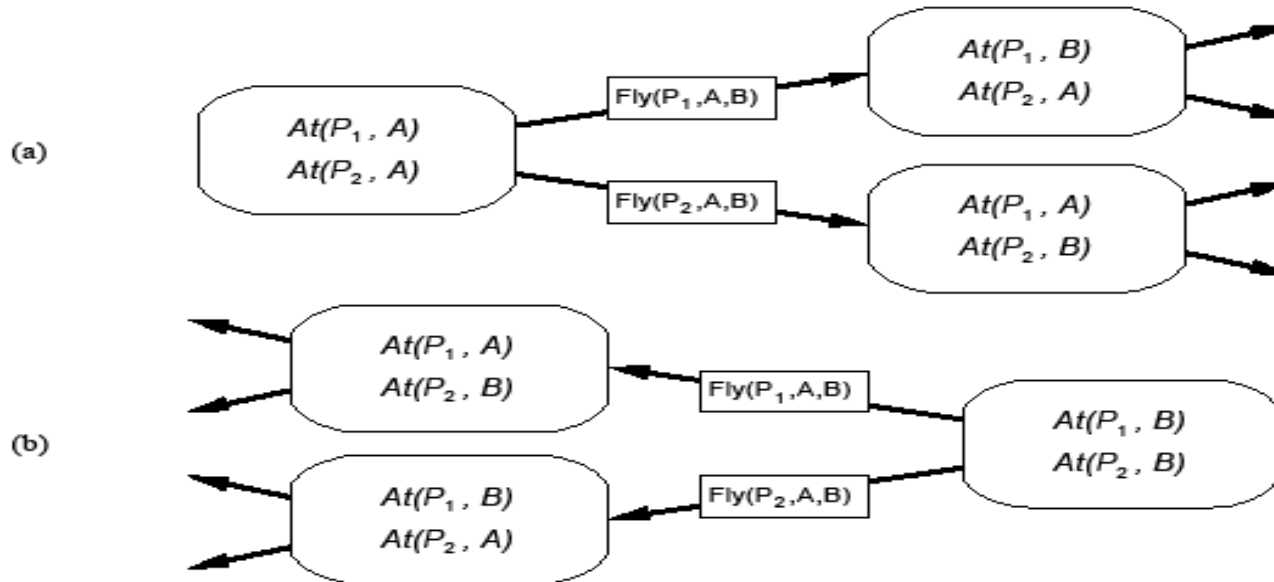 (a)
At(P₁, A)
At(P₂, A)
Fly(P₁,A,B)
Fly(P₂,A,B)
At(P₁, B)
At(P₂, A)
At(P₁, A)
At(P₂, B)
(b)
At(P₁, A)
At(P₂, B)
At(P₁, B)
At(P₂, A)
Fly(P₁,A,B)
Fly(P₂,A,B)
At(P₁, B)
At(P₂, B)